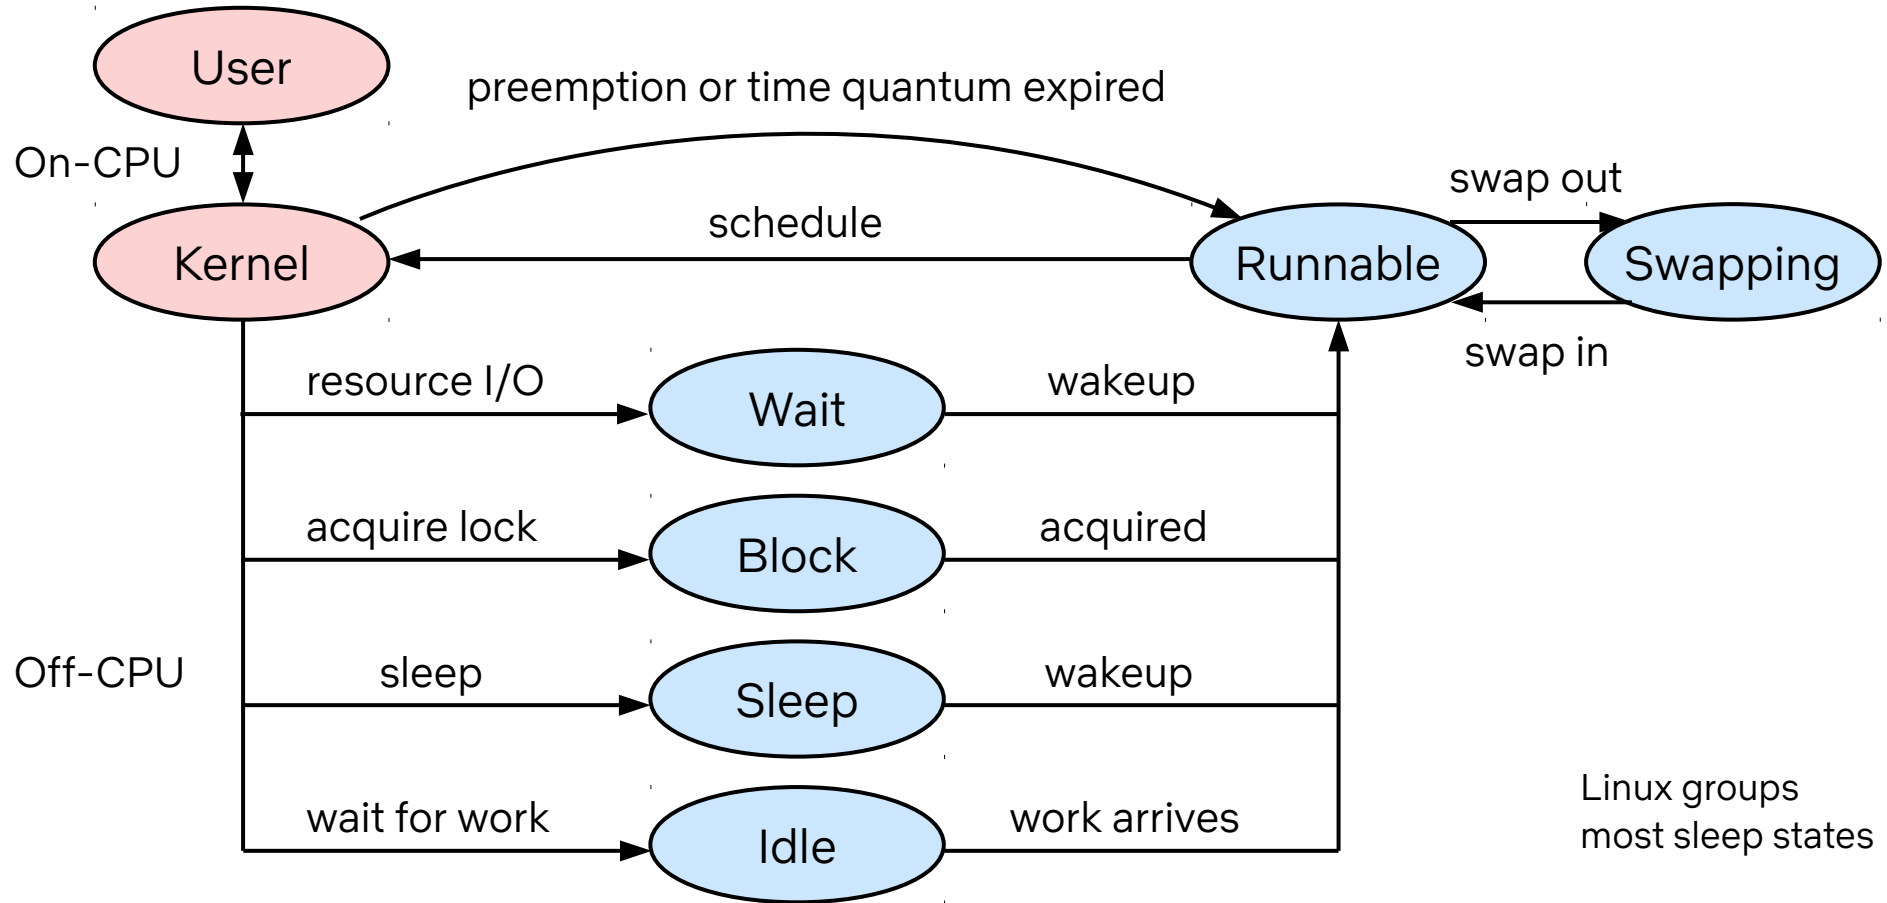 User
preemption or time quantum expired
On-CPU
swap out
schedule
Kernel
Runnable
Swapping
swap in
resource I/O
Wait
wakeup
acquire lock
Block
acquired
Off-CPU
sleep
Sleep
wakeup
wait for work
Idle
work arrives
Linux groups
most sleep states